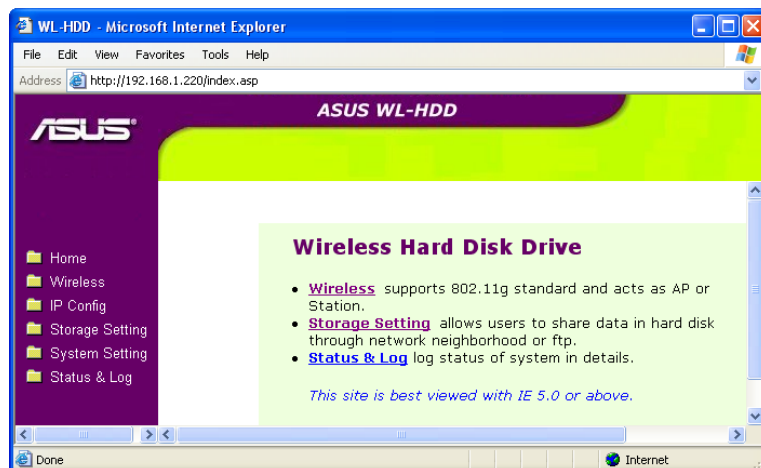 WL-HDD - Microsoft Internet Explorer
File Edit View Favorites Tools Help
Address http://192.168.1.220/index.asp
ASUS WL-HDD
ASUS
Home
Wireless
IP Config
Storage Setting
System Setting
Status & Log
Wireless Hard Disk Drive
• Wireless supports 802.11g standard and acts as AP or
Station.
• Storage Setting allows users to share data in hard disk
through network neighborhood or ftp.
• Status & Log log status of system in details.
This site is best viewed with IE 5.0 or above.
Done
Internet